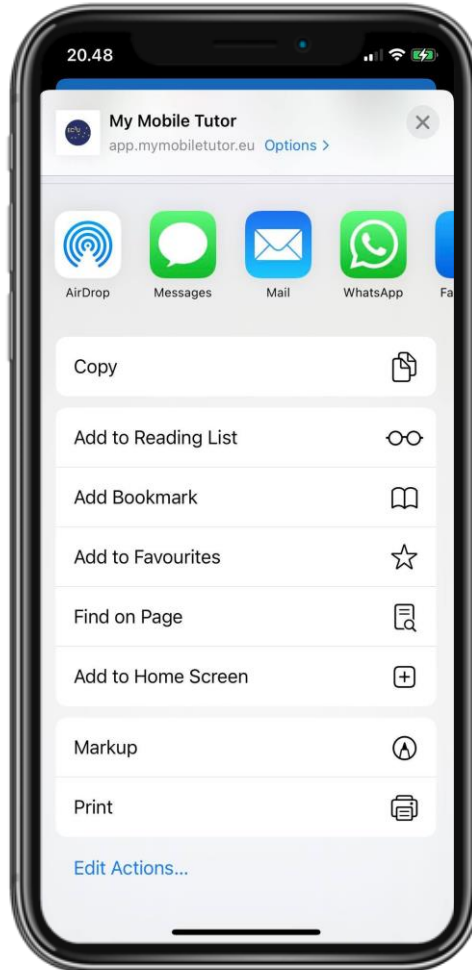 20.48
My Mobile Tutor
app.mymobiletutor.eu Options >
AirDrop Messages Mail WhatsApp Fa
Copy
Add to Reading List
Add Bookmark
Add to Favourites
Find on Page
Add to Home Screen
Markup
Print
Edit Actions...